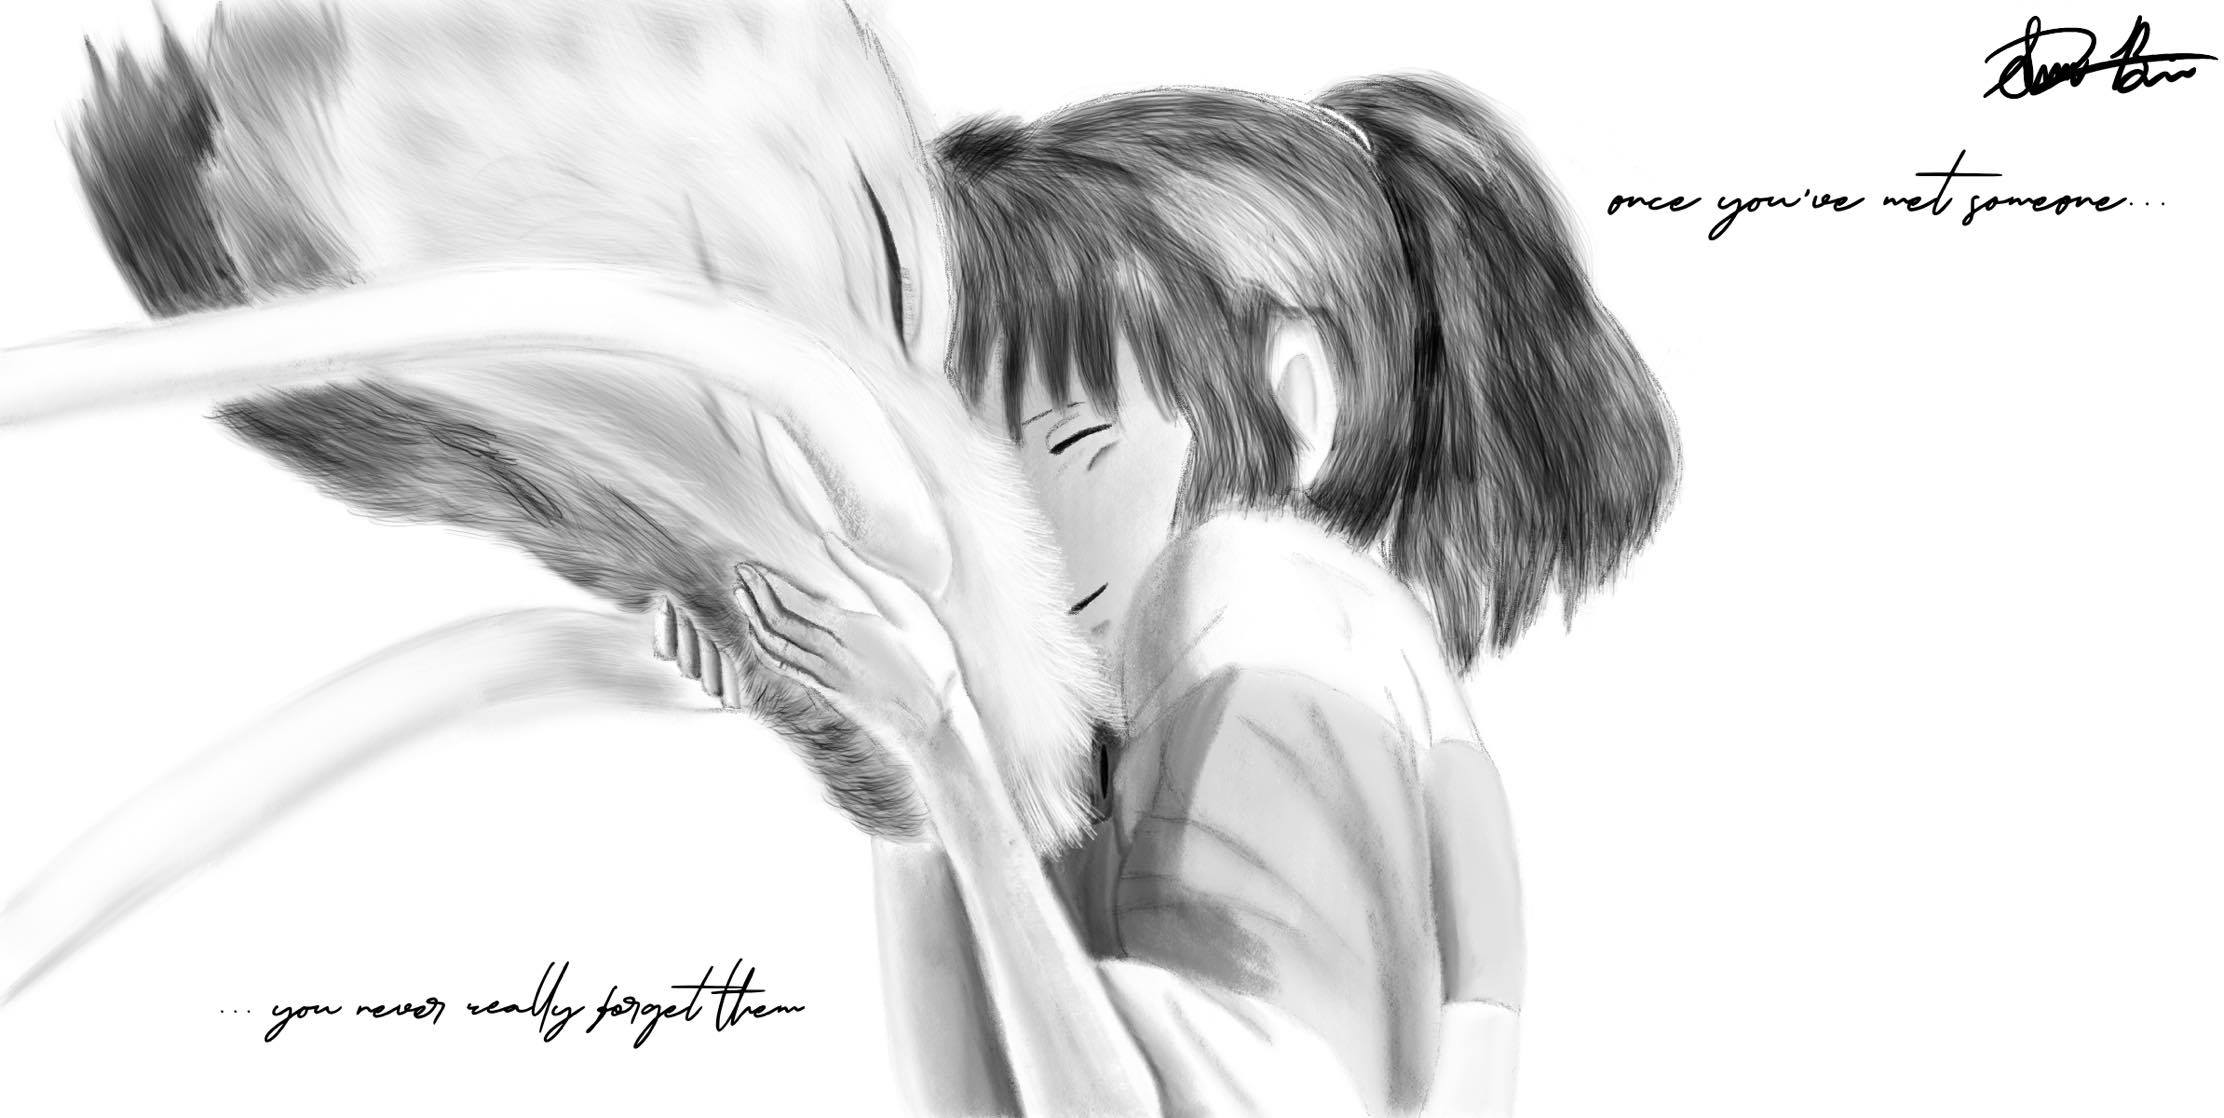 once you've met someone...
... you never really forget them